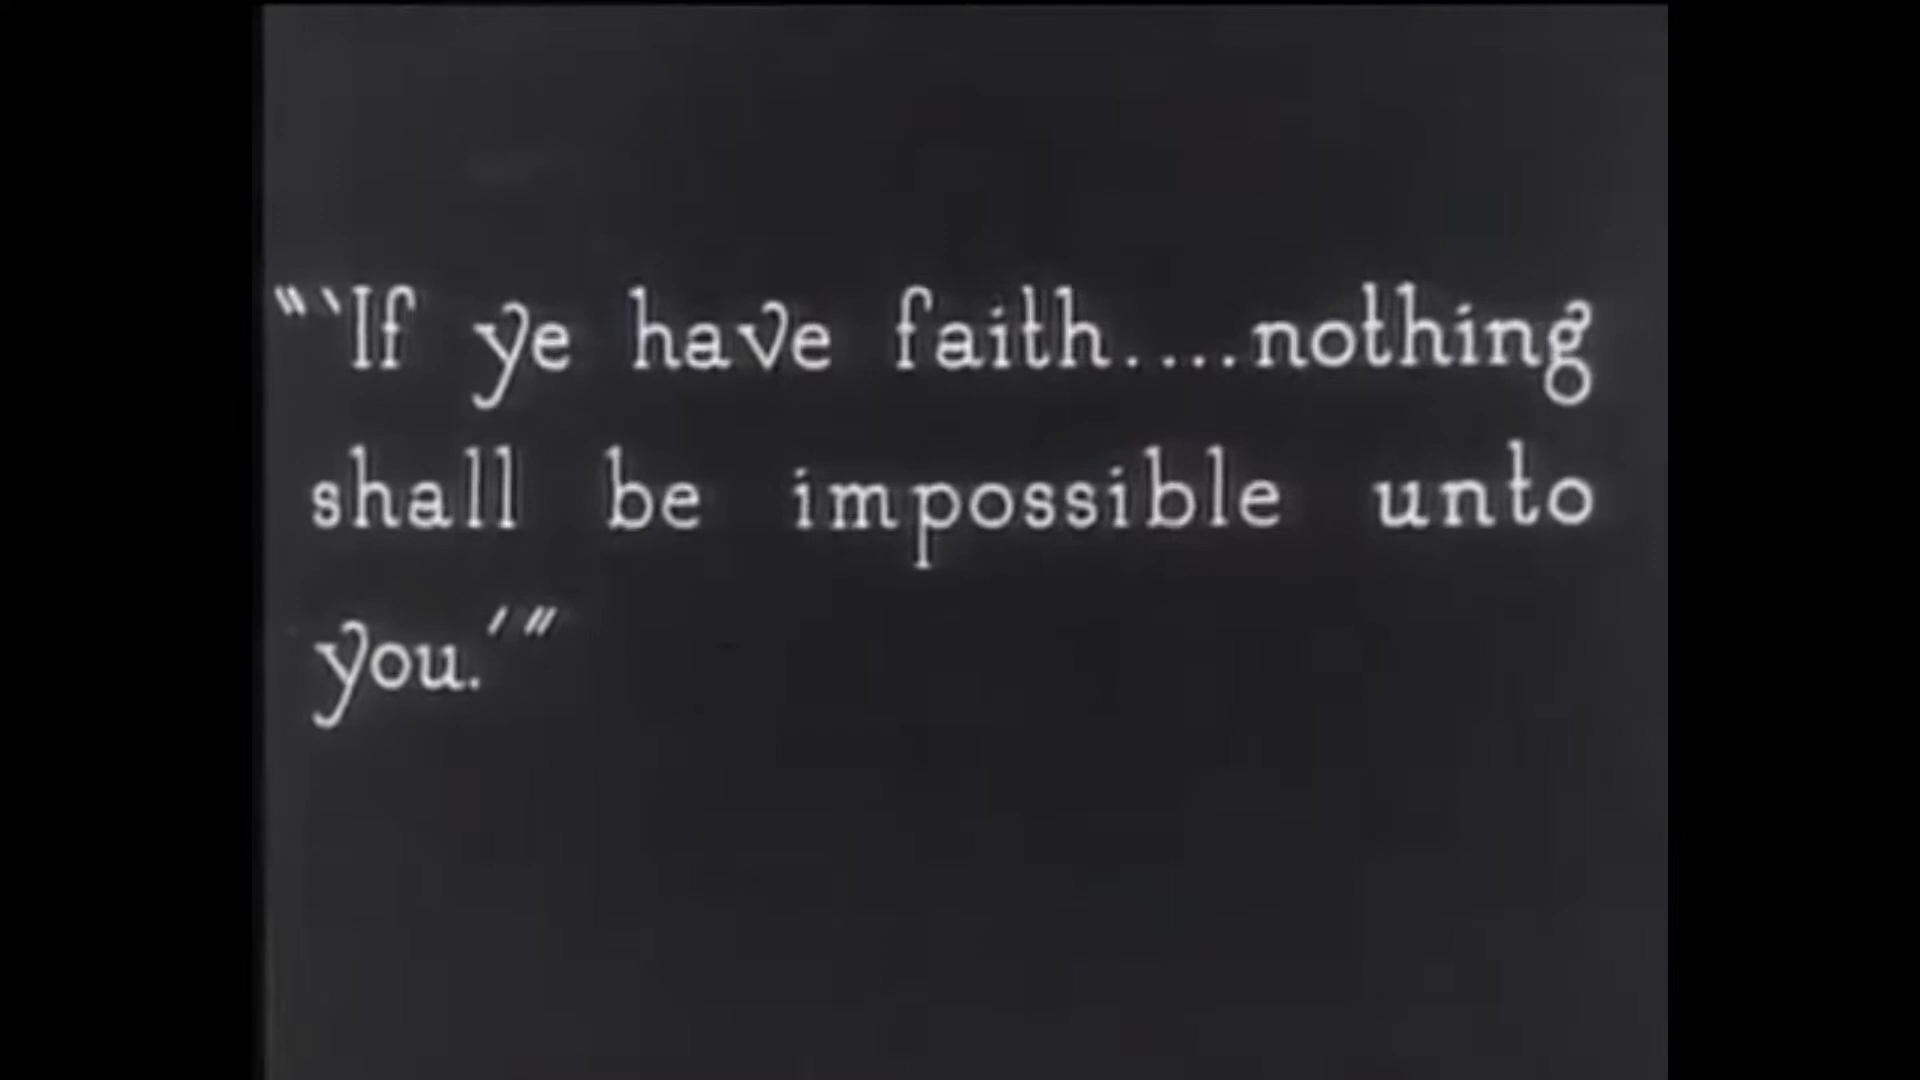 "'If ye have faith....nothing
shall be impossible unto
you.'"